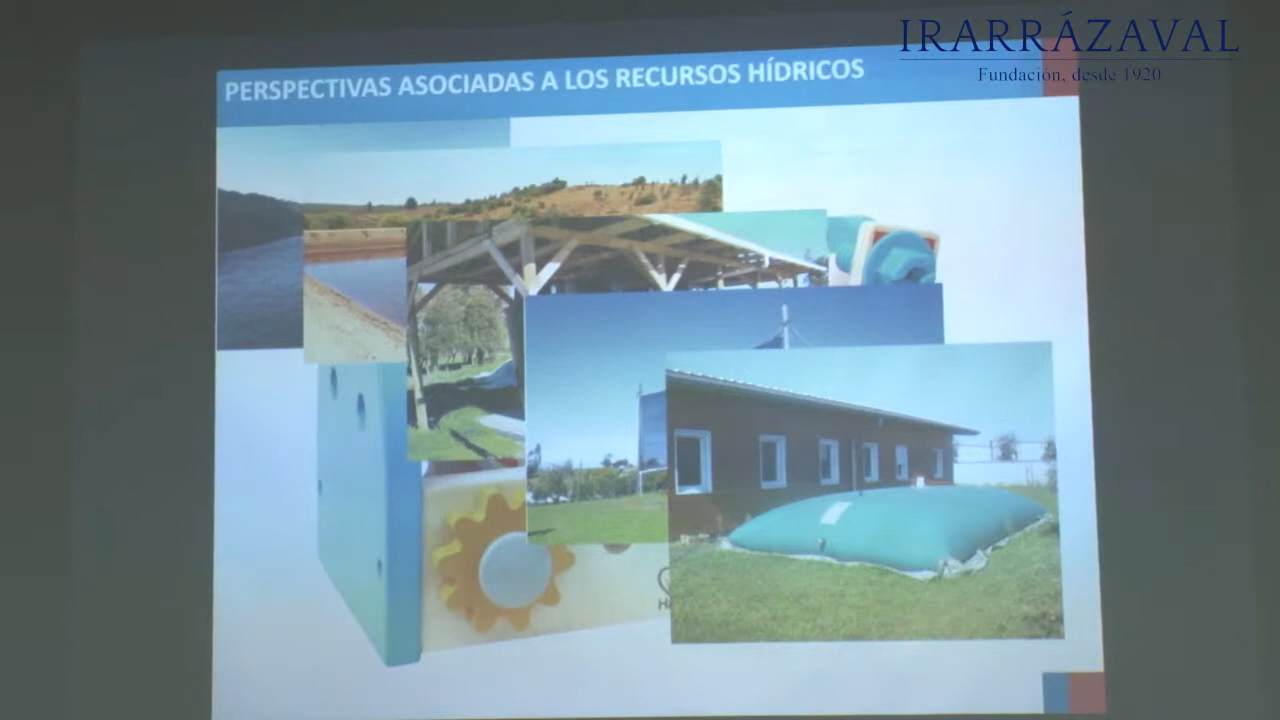 IRARRÁZAVAL
Fundación, desde 1920
PERSPECTIVAS ASOCIADAS A LOS RECURSOS HÍDRICOS